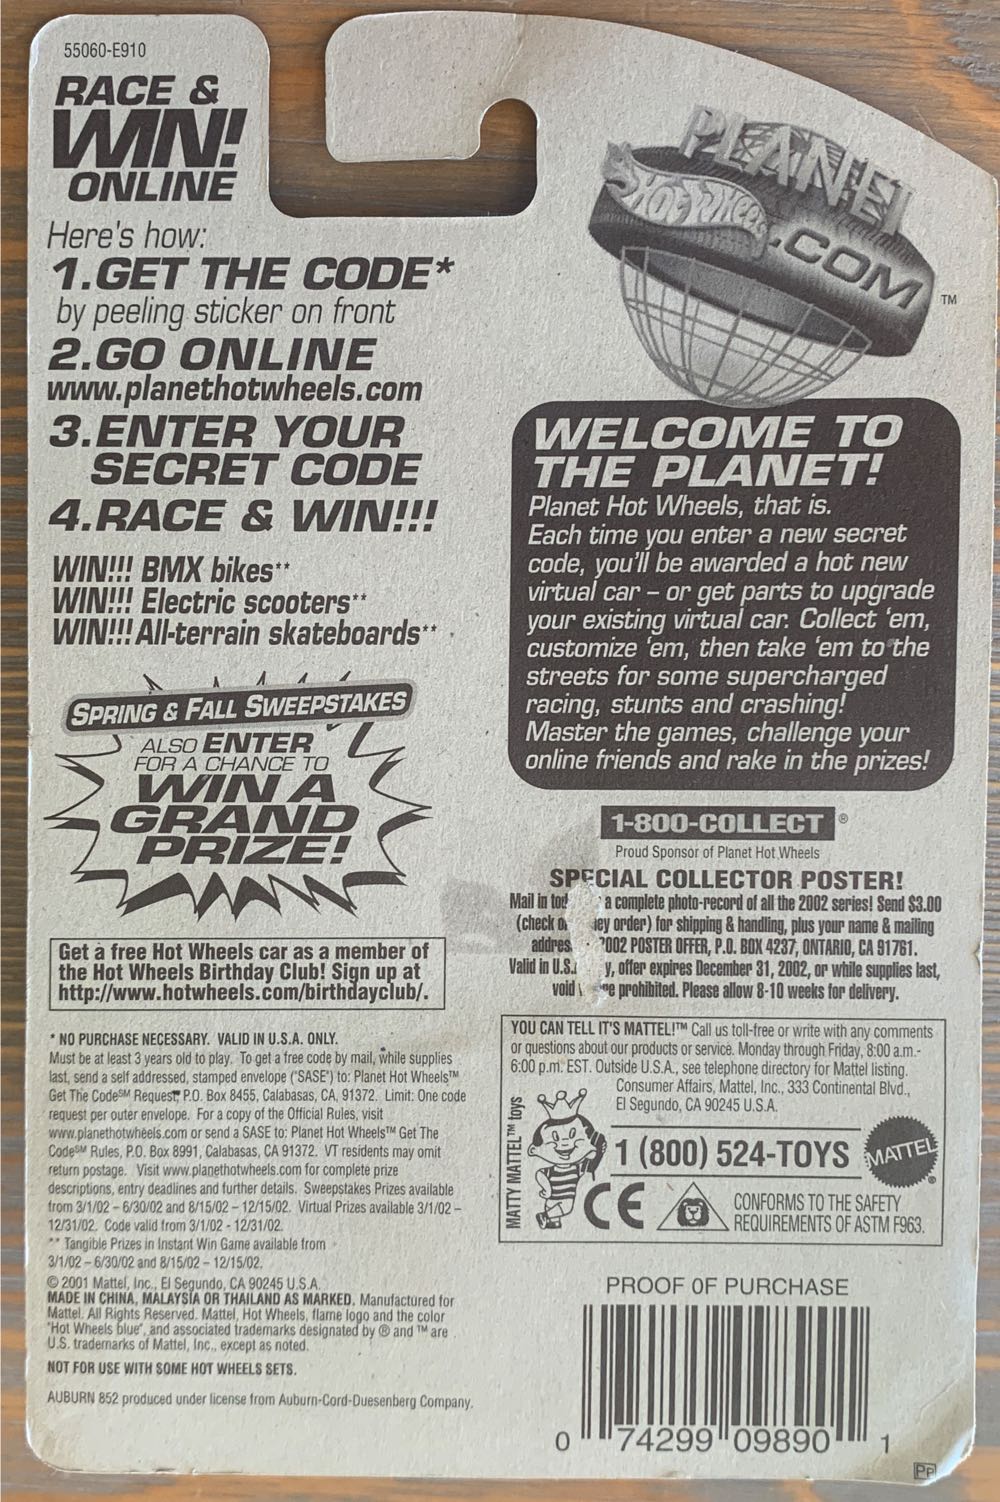 55060-E910
RACE &
WIN!
ONLINE
Here's how:
1.GET THE CODE*
by peeling sticker on front
2.GO ONLINE
www.planethotwheels.com
3.ENTER YOUR
SECRET CODE
4.RACE & WIN!!!
WIN!!! BMX bikes**
WIN!!! Electric scooters**
WIN!!! All-terrain skateboards**
SPRING & FALL SWEEPSTAKES
ALSO ENTER
FOR A CHANCE TO
WIN A
GRAND
PRIZE!
Get a free Hot Wheels car as a member of
the Hot Wheels Birthday Club! Sign up at
http://www.hotwheels.com/birthdayclub/.
* NO PURCHASE NECESSARY. VALID IN U.S.A. ONLY.
Must be at least 3 years old to play. To get a free code by mail, while supplies
last, send a self addressed, stamped envelope ("SASE") to: Planet Hot Wheels™
Get The Code℠ Request, P.O. Box 8455, Calabasas, CA, 91372. Limit: One code
request per outer envelope. For a copy of the Official Rules, visit
www.planethotwheels.com or send a SASE to: Planet Hot Wheels™ Get The
Code℠ Rules, P.O. Box 8991, Calabasas, CA 91372. VT residents may omit
return postage. Visit www.planethotwheels.com for complete prize
descriptions, entry deadlines and further details. Sweepstakes Prizes available
from 3/1/02 – 6/30/02 and 8/15/02 – 12/15/02. Virtual Prizes available 3/1/02 –
12/31/02. Code valid from 3/1/02 - 12/31/02.
** Tangible Prizes in Instant Win Game available from
3/1/02 – 6/30/02 and 8/15/02 – 12/15/02.
© 2001 Mattel, Inc., El Segundo, CA 90245 U.S.A.
MADE IN CHINA, MALAYSIA OR THAILAND AS MARKED. Manufactured for
Mattel. All Rights Reserved. Mattel, Hot Wheels, flame logo and the color
"Hot Wheels blue", and associated trademarks designated by ® and ™ are
U.S. trademarks of Mattel, Inc., except as noted.
NOT FOR USE WITH SOME HOT WHEELS SETS.
AUBURN 852 produced under license from Auburn-Cord-Duesenberg Company.
PLANET
Hot Wheels
.COM
™
WELCOME TO
THE PLANET!
Planet Hot Wheels, that is.
Each time you enter a new secret
code, you'll be awarded a hot new
virtual car – or get parts to upgrade
your existing virtual car. Collect 'em,
customize 'em, then take 'em to the
streets for some supercharged
racing, stunts and crashing!
Master the games, challenge your
online friends and rake in the prizes!
1-800-COLLECT ®
Proud Sponsor of Planet Hot Wheels
SPECIAL COLLECTOR POSTER!
Mail in a complete photo-record of all the 2002 series! Send $3.00
(check order) for shipping & handling, plus your name & mailing
2002 POSTER OFFER, P.O. BOX 4237, ONTARIO, CA 91761.
Valid in offer expires December 31, 2002, or while supplies last,
void prohibited. Please allow 8-10 weeks for delivery.
YOU CAN TELL IT'S MATTEL!™ Call us toll-free or write with any comments
or questions about our products or service. Monday through Friday, 8:00 a.m.-
6:00 p.m. EST. Outside U.S.A., see telephone directory for Mattel listing.
Consumer Affairs, Mattel, Inc., 333 Continental Blvd.,
El Segundo, CA 90245 U.S.A.
MATTY MATTEL™ toys
1 (800) 524-TOYS
MATTEL
®
CE
CONFORMS TO THE SAFETY
REQUIREMENTS OF ASTM F963.
PROOF OF PURCHASE
0 74299 09890 1
PP